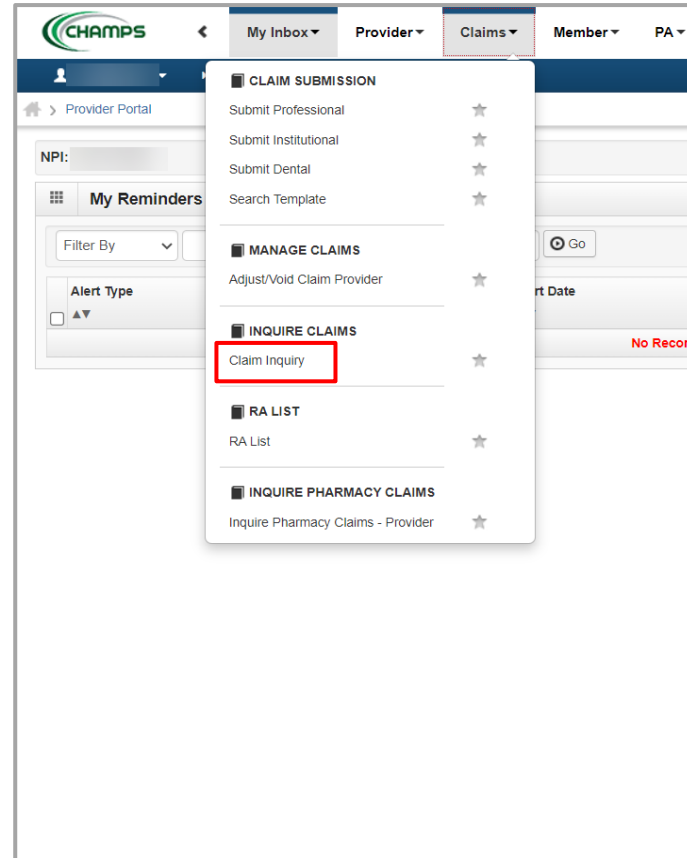 CHAMPS My Inbox Provider Claims Member PA
Provider Portal
NPI:
My Reminders
Filter By Go
Alert Type rt Date
No Recor
CLAIM SUBMISSION
Submit Professional
Submit Institutional
Submit Dental
Search Template
MANAGE CLAIMS
Adjust/Void Claim Provider
INQUIRE CLAIMS
Claim Inquiry
RA LIST
RA List
INQUIRE PHARMACY CLAIMS
Inquire Pharmacy Claims - Provider